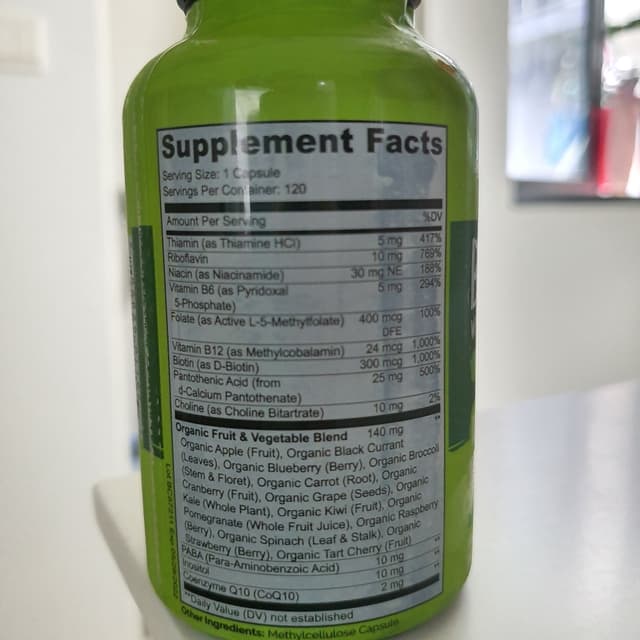 Supplement Facts
Serving Size: 1 Capsule
Servings Per Container: 120
Amount Per Serving %DV
Thiamin (as Thiamine HCl) 5 mg 417%
Riboflavin 10 mg 769%
Niacin (as Niacinamide) 30 mg NE 188%
Vitamin B6 (as Pyridoxal 5 mg 294%
5-Phosphate)
Folate (as Active L-5-Methylfolate) 400 mcg 100%
DFE
Vitamin B12 (as Methylcobalamin) 24 mcg 1,000%
Biotin (as D-Biotin) 300 mcg 1,000%
Pantothenic Acid (from 25 mg 500%
d-Calcium Pantothenate)
Choline (as Choline Bitartrate) 10 mg 2%
Organic Fruit & Vegetable Blend 140 mg **
Organic Apple (Fruit), Organic Black Currant
(Leaves), Organic Blueberry (Berry), Organic Broccoli
(Stem & Floret), Organic Carrot (Root), Organic
Cranberry (Fruit), Organic Grape (Seeds), Organic
Kale (Whole Plant), Organic Kiwi (Fruit), Organic
Pomegranate (Whole Fruit Juice), Organic Raspberry
(Berry), Organic Spinach (Leaf & Stalk), Organic
Strawberry (Berry), Organic Tart Cherry (Fruit)
PABA (Para-Aminobenzoic Acid) 10 mg **
Inositol 10 mg **
Coenzyme Q10 (CoQ10) 2 mg **
**Daily Value (DV) not established
Other Ingredients: Methylcellulose Capsule